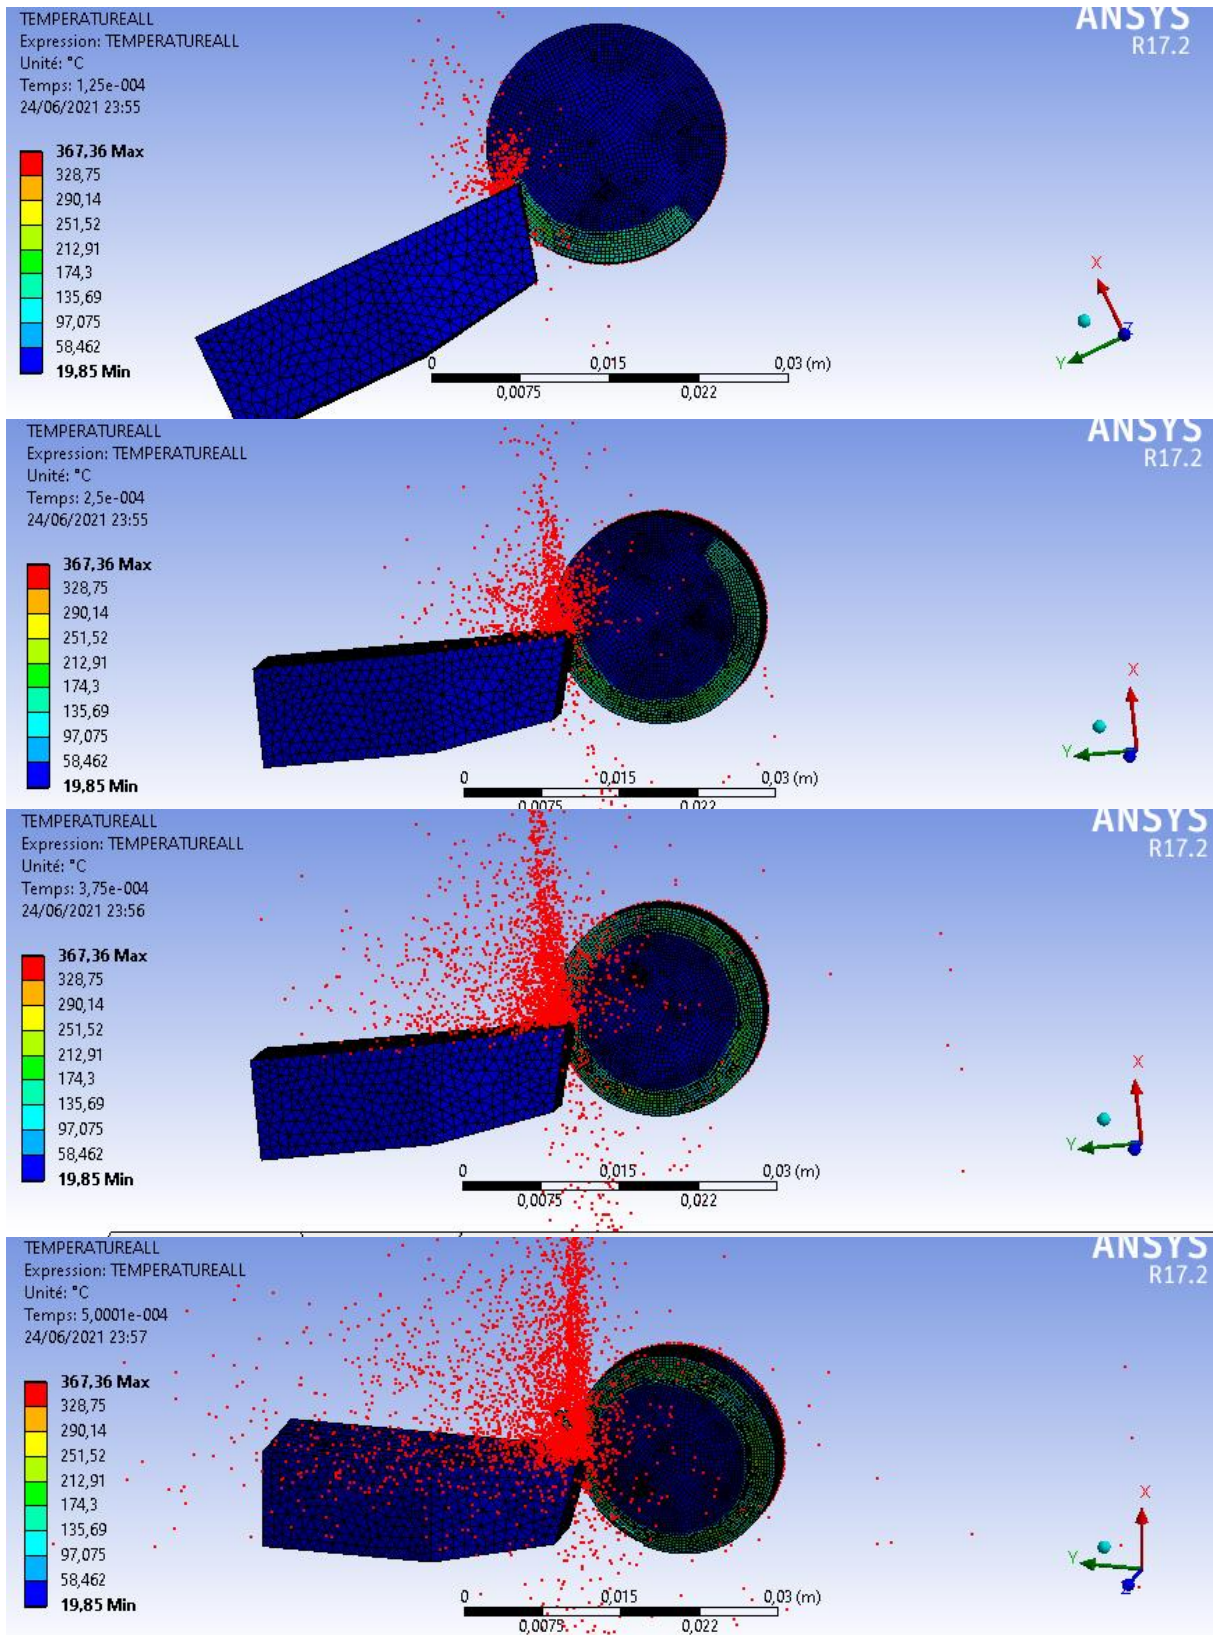 TEMPERATUREALL
Expression: TEMPERATUREALL
Unité: °C
Temps: 1,25e-004
24/06/2021 23:55
ANSYS
R17.2
367,36 Max
328,75
290,14
251,52
212,91
174,3
135,69
97,075
58,462
19,85 Min
X
Y
Z
0
0,015
0,03 (m)
0,0075
0,022
TEMPERATUREALL
Expression: TEMPERATUREALL
Unité: °C
Temps: 2,5e-004
24/06/2021 23:55
ANSYS
R17.2
367,36 Max
328,75
290,14
251,52
212,91
174,3
135,69
97,075
58,462
19,85 Min
X
Y
0
0,015
0,03 (m)
0,0075
0,022
TEMPERATUREALL
Expression: TEMPERATUREALL
Unité: °C
Temps: 3,75e-004
24/06/2021 23:56
ANSYS
R17.2
367,36 Max
328,75
290,14
251,52
212,91
174,3
135,69
97,075
58,462
19,85 Min
X
Y
0
0,015
0,03 (m)
0,0075
0,022
TEMPERATUREALL
Expression: TEMPERATUREALL
Unité: °C
Temps: 5,0001e-004
24/06/2021 23:57
ANSYS
R17.2
367,36 Max
328,75
290,14
251,52
212,91
174,3
135,69
97,075
58,462
19,85 Min
X
Y
Z
0
0,015
0,03 (m)
0,0075
0,022